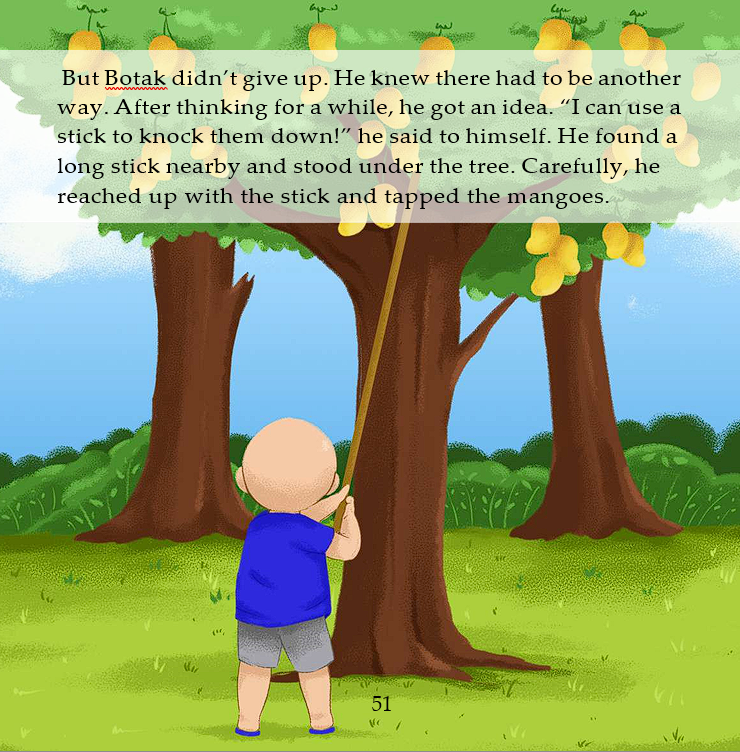 But Botak didn’t give up. He knew there had to be another
way. After thinking for a while, he got an idea. “I can use a
stick to knock them down!” he said to himself. He found a
long stick nearby and stood under the tree. Carefully, he
reached up with the stick and tapped the mangoes.
51